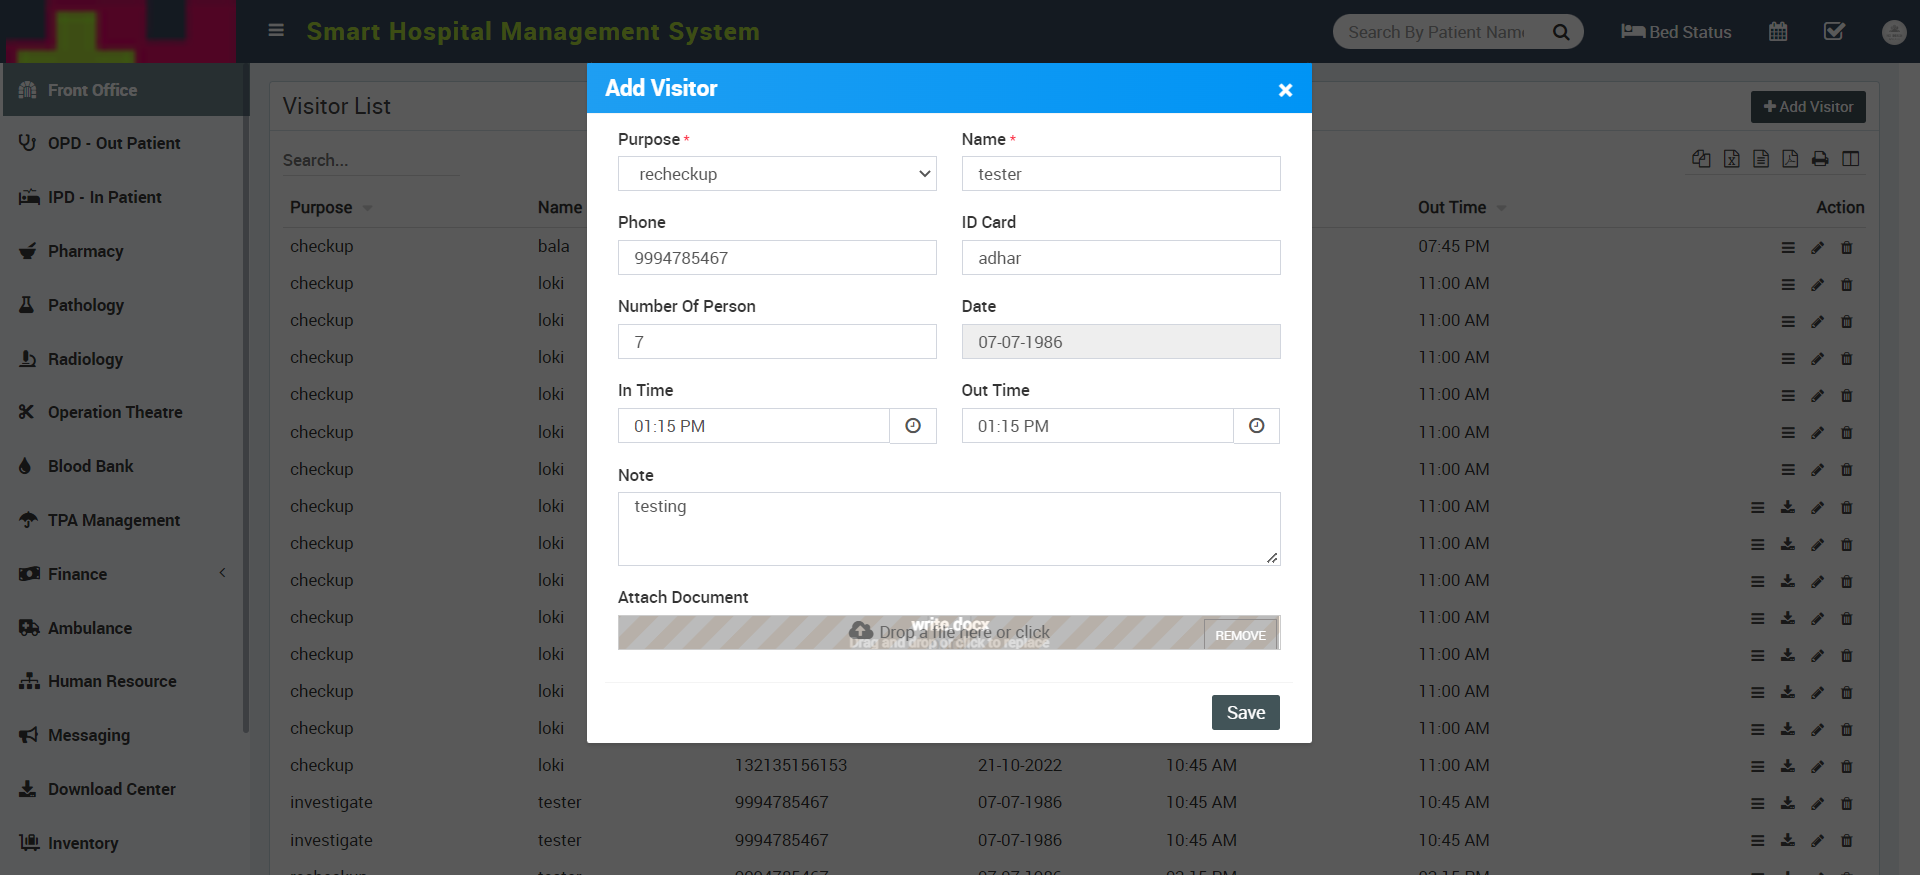 Smart Hospital Management System
Search By Patient Name
Bed Status
Front Office
OPD - Out Patient
IPD - In Patient
Pharmacy
Pathology
Radiology
Operation Theatre
Blood Bank
TPA Management
Finance
Ambulance
Human Resource
Messaging
Download Center
Inventory
Visitor List
Add Visitor
Search...
Purpose Name Out Time Action
checkup bala 07:45 PM
checkup loki 11:00 AM
checkup loki 11:00 AM
checkup loki 11:00 AM
checkup loki 11:00 AM
checkup loki 11:00 AM
checkup loki 11:00 AM
checkup loki 11:00 AM
checkup loki 11:00 AM
checkup loki 11:00 AM
checkup loki 11:00 AM
checkup loki 11:00 AM
checkup loki 11:00 AM
checkup loki 11:00 AM
checkup loki 132135156153 21-10-2022 10:45 AM 11:00 AM
investigate tester 9994785467 07-07-1986 10:45 AM 10:45 AM
investigate tester 9994785467 07-07-1986 10:45 AM 10:45 AM
Add Visitor
×
Purpose *
recheckup
Name *
tester
Phone
9994785467
ID Card
adhar
Number Of Person
7
Date
07-07-1986
In Time
01:15 PM
Out Time
01:15 PM
Note
testing
Attach Document
write.docx
Drop a file here or click
Drag and drop or click to replace
REMOVE
Save